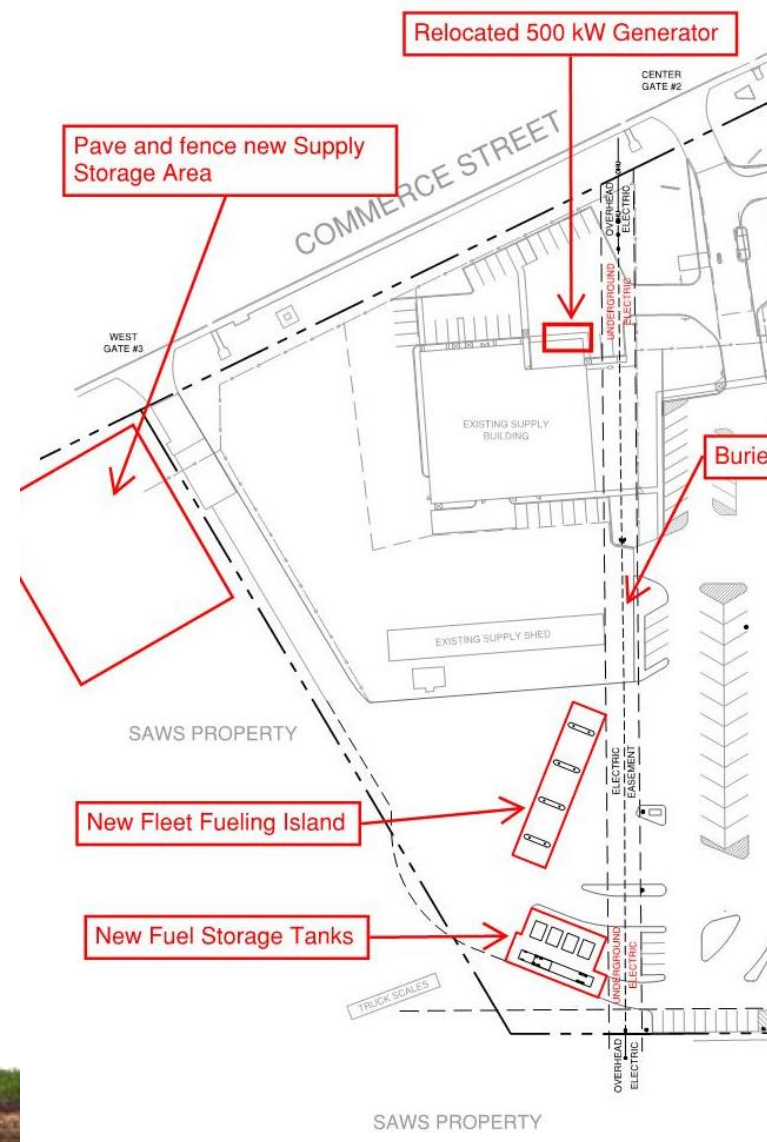 Relocated 500 kW Generator
CENTER
GATE #2
Pave and fence new Supply
Storage Area
COMMERCE STREET
OVERHEAD
ELECTRIC
UNDERGROUND
ELECTRIC
WEST
GATE #3
EXISTING SUPPLY
BUILDING
Burie
EXISTING SUPPLY SHED
SAWS PROPERTY
ELECTRIC
EASEMENT
New Fleet Fueling Island
New Fuel Storage Tanks
UNDERGROUND
ELECTRIC
TRUCK SCALES
OVERHEAD
ELECTRIC
SAWS PROPERTY